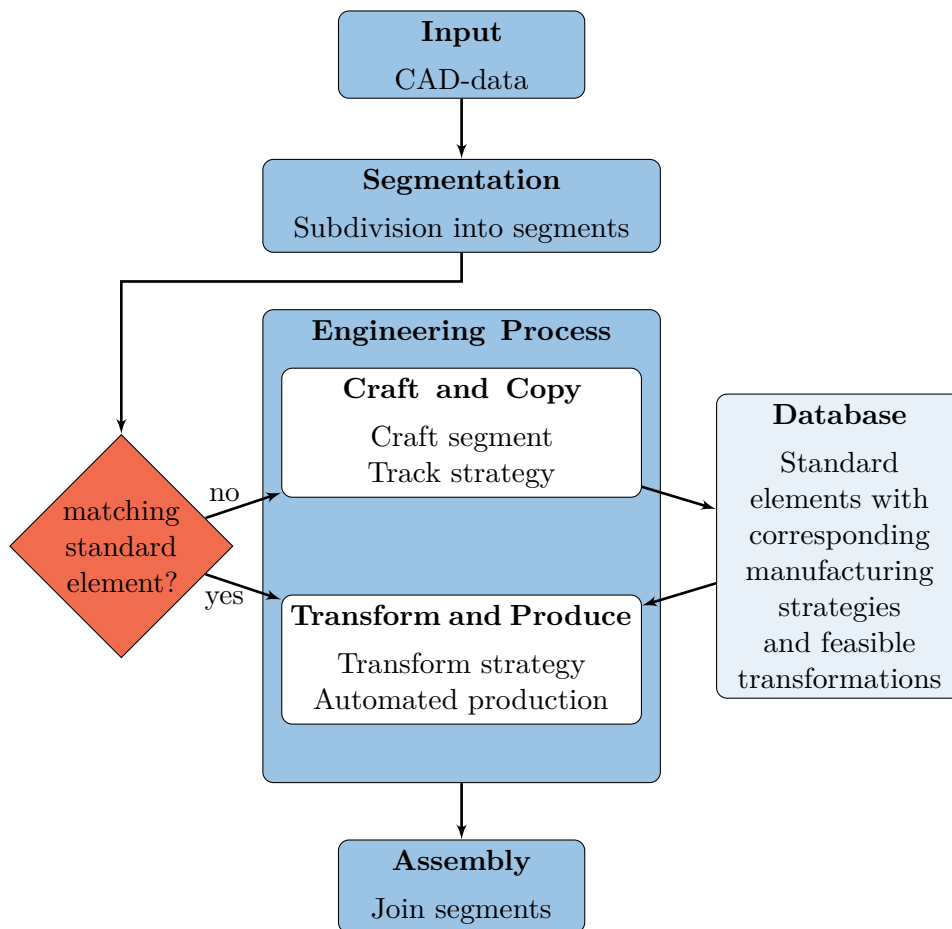 Input
CAD-data
Segmentation
Subdivision into segments
Engineering Process
Craft and Copy
Craft segment
Track strategy
no
matching
standard
element?
yes
Transform and Produce
Transform strategy
Automated production
Database
Standard
elements with
corresponding
manufacturing
strategies
and feasible
transformations
Assembly
Join segments